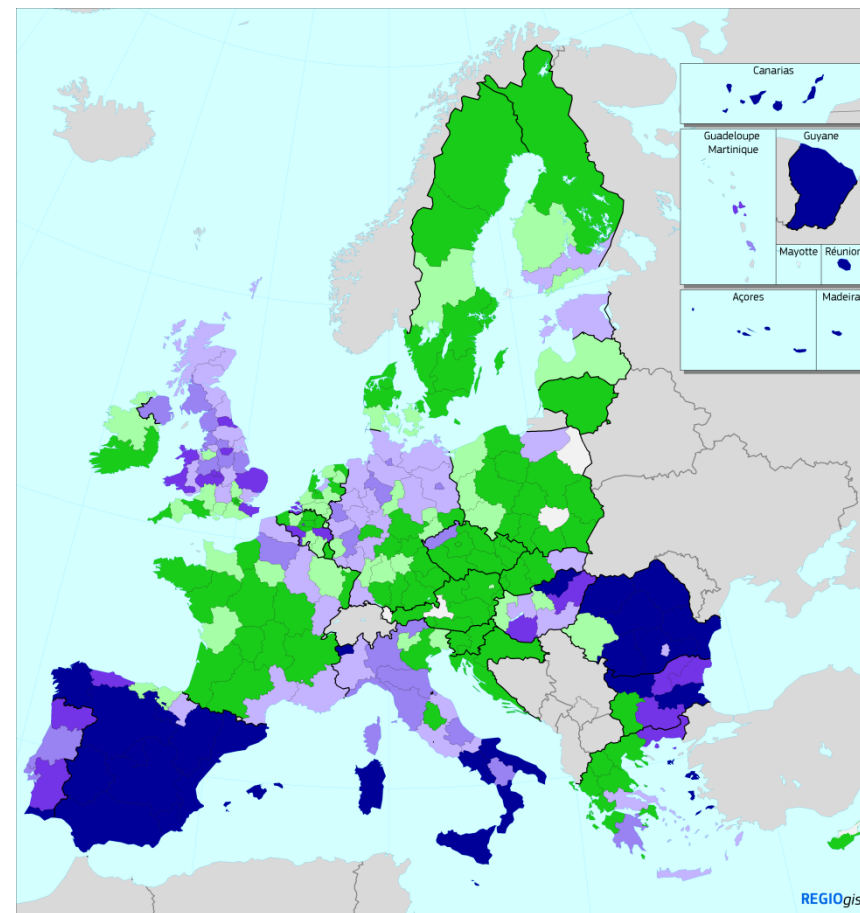 Canarias
Guadeloupe
Martinique
Guyane
Mayotte
Réunion
Açores
Madeira
REGIOgis